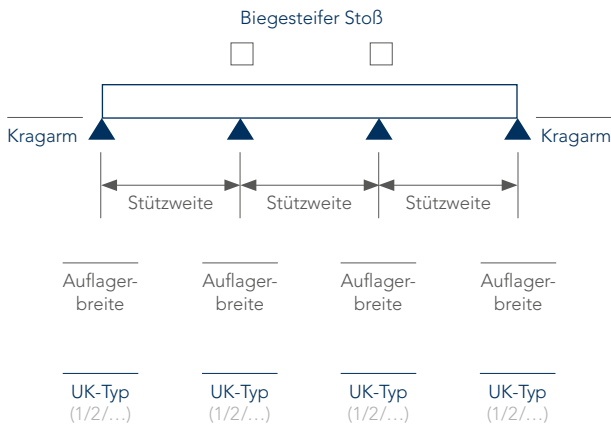 Biegesteifer Stoß
Kragarm Kragarm
Stützweite Stützweite Stützweite
Auflager- Auflager- Auflager- Auflager-
breite breite breite breite
UK-Typ UK-Typ UK-Typ UK-Typ
(1/2/…) (1/2/…) (1/2/…) (1/2/…)